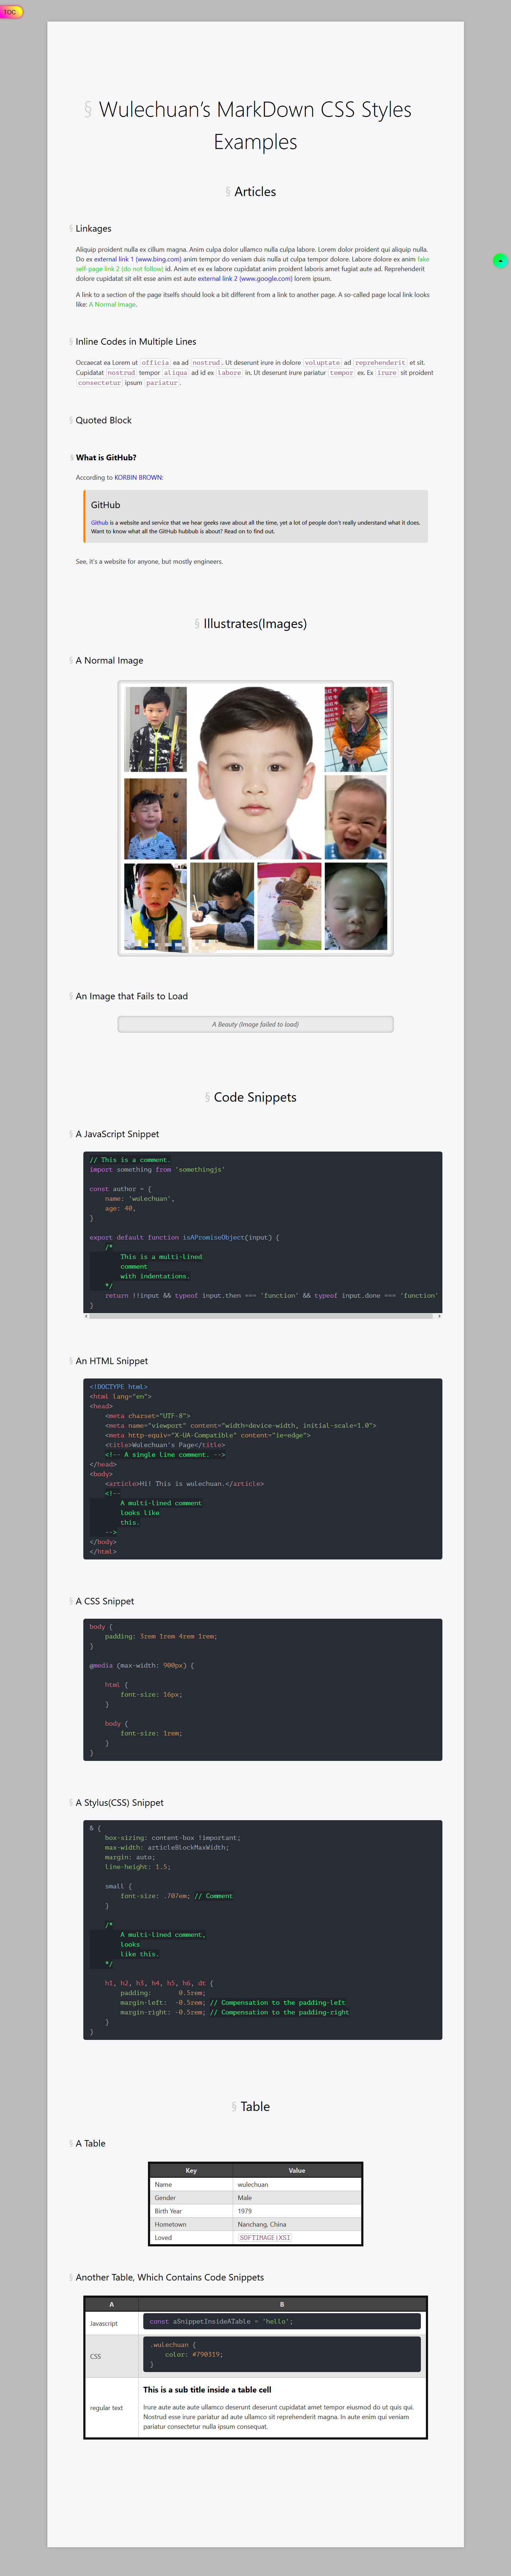 TOC
§ Wulechuan's MarkDown CSS Styles
Examples
§ Articles
§ Linkages
Aliquip proident nulla ex cillum magna. Anim culpa dolor ullamco nulla culpa labore. Lorem dolor proident qui aliquip nulla.
Do ex external link 1 (www.bing.com) anim tempor do veniam duis nulla ut culpa tempor dolore. Labore dolore ex anim fake
self-page link 2 (do not follow) id. Anim et ex ex labore cupidatat anim proident laboris amet fugiat aute ad. Reprehenderit
dolore cupidatat sit elit esse anim est aute external link 2 (www.google.com) lorem ipsum.
A link to a section of the page itselfs should look a bit different from a link to another page. A so-called page local link looks
like: A Normal Image.
§ Inline Codes in Multiple Lines
Occaecat ea Lorem ut officia ea ad nostrud. Ut deserunt irure in dolore voluptate ad reprehenderit et sit.
Cupidatat nostrud tempor aliqua ad id ex labore in. Ut deserunt irure pariatur tempor ex. Ex irure sit proident
consectetur ipsum pariatur.
§ Quoted Block
§ What is GitHub?
According to KORBIN BROWN:
GitHub
Github is a website and service that we hear geeks rave about all the time, yet a lot of people don't really understand what it does.
Want to know what all the GitHub hubbub is about? Read on to find out.
See, it's a website for anyone, but mostly engineers.
§ Illustrates(Images)
§ A Normal Image
§ An Image that Fails to Load
A Beauty (Image failed to load)
§ Code Snippets
§ A JavaScript Snippet
// This is a comment.
import something from 'somethingjs'
const author = {
name: 'wulechuan',
age: 40,
}
export default function isAPromiseObject(input) {
/*
This is a multi-lined
comment
with indentations.
*/
return !!input && typeof input.then === 'function' && typeof input.done === 'function'
}
§ An HTML Snippet
<!DOCTYPE html>
<html lang="en">
<head>
<meta charset="UTF-8">
<meta name="viewport" content="width=device-width, initial-scale=1.0">
<meta http-equiv="X-UA-Compatible" content="ie=edge">
<title>Wulechuan's Page</title>
<!-- A single line comment. -->
</head>
<body>
<article>Hi! This is wulechuan.</article>
<!--
A multi-lined comment
looks like
this.
-->
</body>
</html>
§ A CSS Snippet
body {
padding: 3rem 1rem 4rem 1rem;
}
@media (max-width: 900px) {
html {
font-size: 16px;
}
body {
font-size: 1rem;
}
}
§ A Stylus(CSS) Snippet
& {
box-sizing: content-box !important;
max-width: articleBlockMaxWidth;
margin: auto;
line-height: 1.5;
small {
font-size: .707em; // Comment
}
/*
A multi-lined comment,
looks
like this.
*/
h1, h2, h3, h4, h5, h6, dt {
padding: 0.5rem;
margin-left: -0.5rem; // Compensation to the padding-left
margin-right: -0.5rem; // Compensation to the padding-right
}
}
§ Table
§ A Table
Key Value
Name wulechuan
Gender Male
Birth Year 1979
Hometown Nanchang, China
Loved SOFTIMAGE|XSI
§ Another Table, Which Contains Code Snippets
A B
Javascript const aSnippetInsideATable = 'hello';
.wulechuan {
CSS color: #790319;
}
This is a sub title inside a table cell
regular text Irure aute aute aute ullamco deserunt deserunt cupidatat amet tempor eiusmod do ut quis qui.
Nostrud esse irure pariatur ad aute ullamco sit reprehenderit magna. In aute enim qui veniam
pariatur consectetur nulla ipsum consequat.